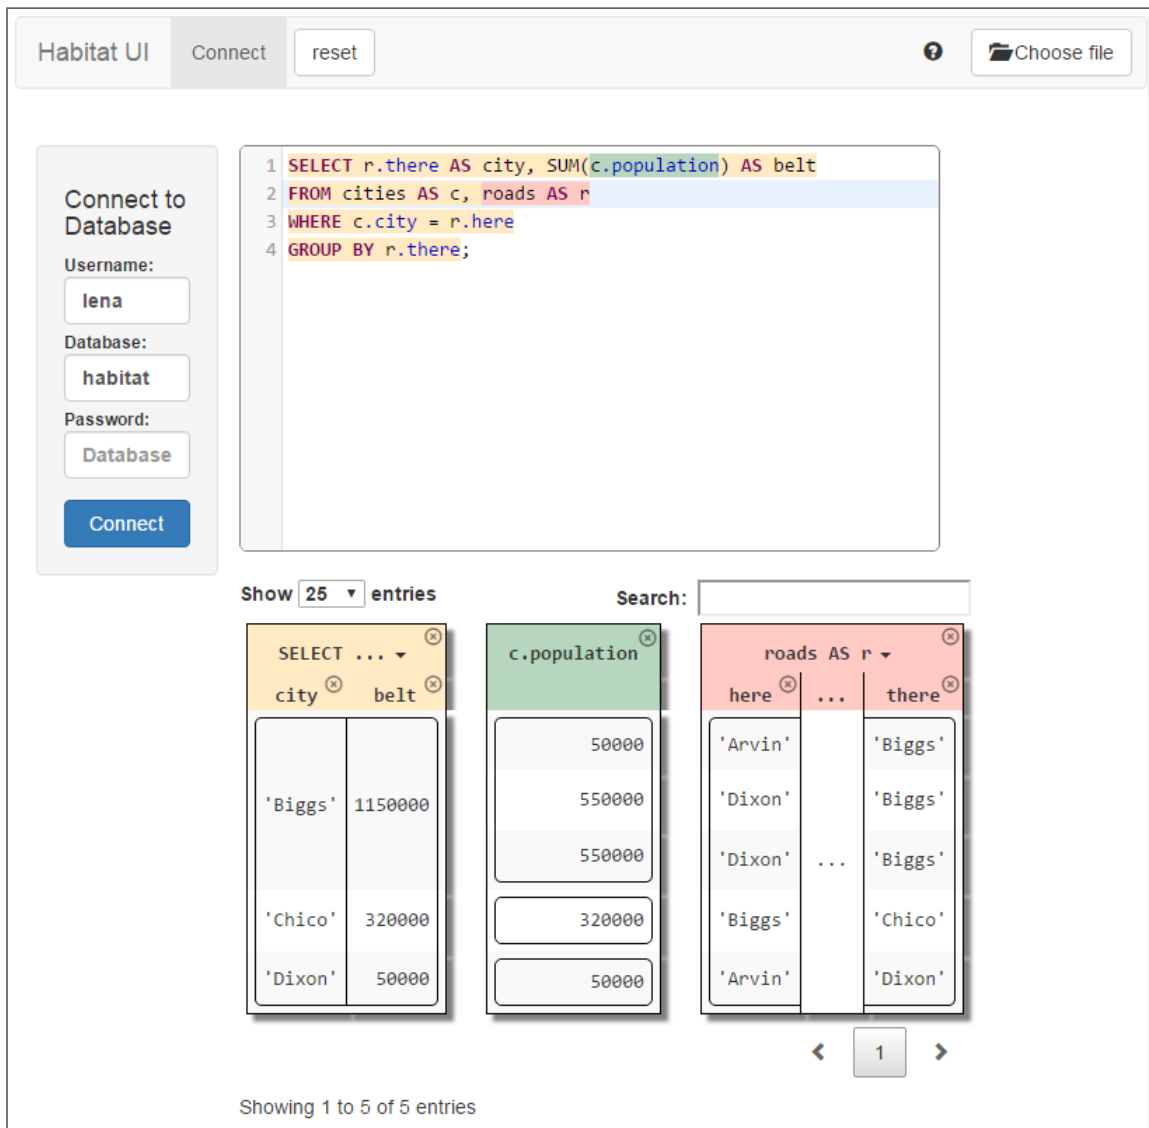 Habitat UI Connect reset ? Choose file
Connect to
Database
Username:
lena
Database:
habitat
Password:
Database
Connect
1 SELECT r.there AS city, SUM(c.population) AS belt
2 FROM cities AS c, roads AS r
3 WHERE c.city = r.here
4 GROUP BY r.there;
Show 25 entries Search:
SELECT ... c.population roads AS r
city belt here ... there
50000 'Arvin' 'Biggs'
'Biggs' 1150000 550000 'Dixon' 'Biggs'
550000 'Dixon' ... 'Biggs'
'Chico' 320000 320000 'Biggs' 'Chico'
'Dixon' 50000 50000 'Arvin' 'Dixon'
1
Showing 1 to 5 of 5 entries